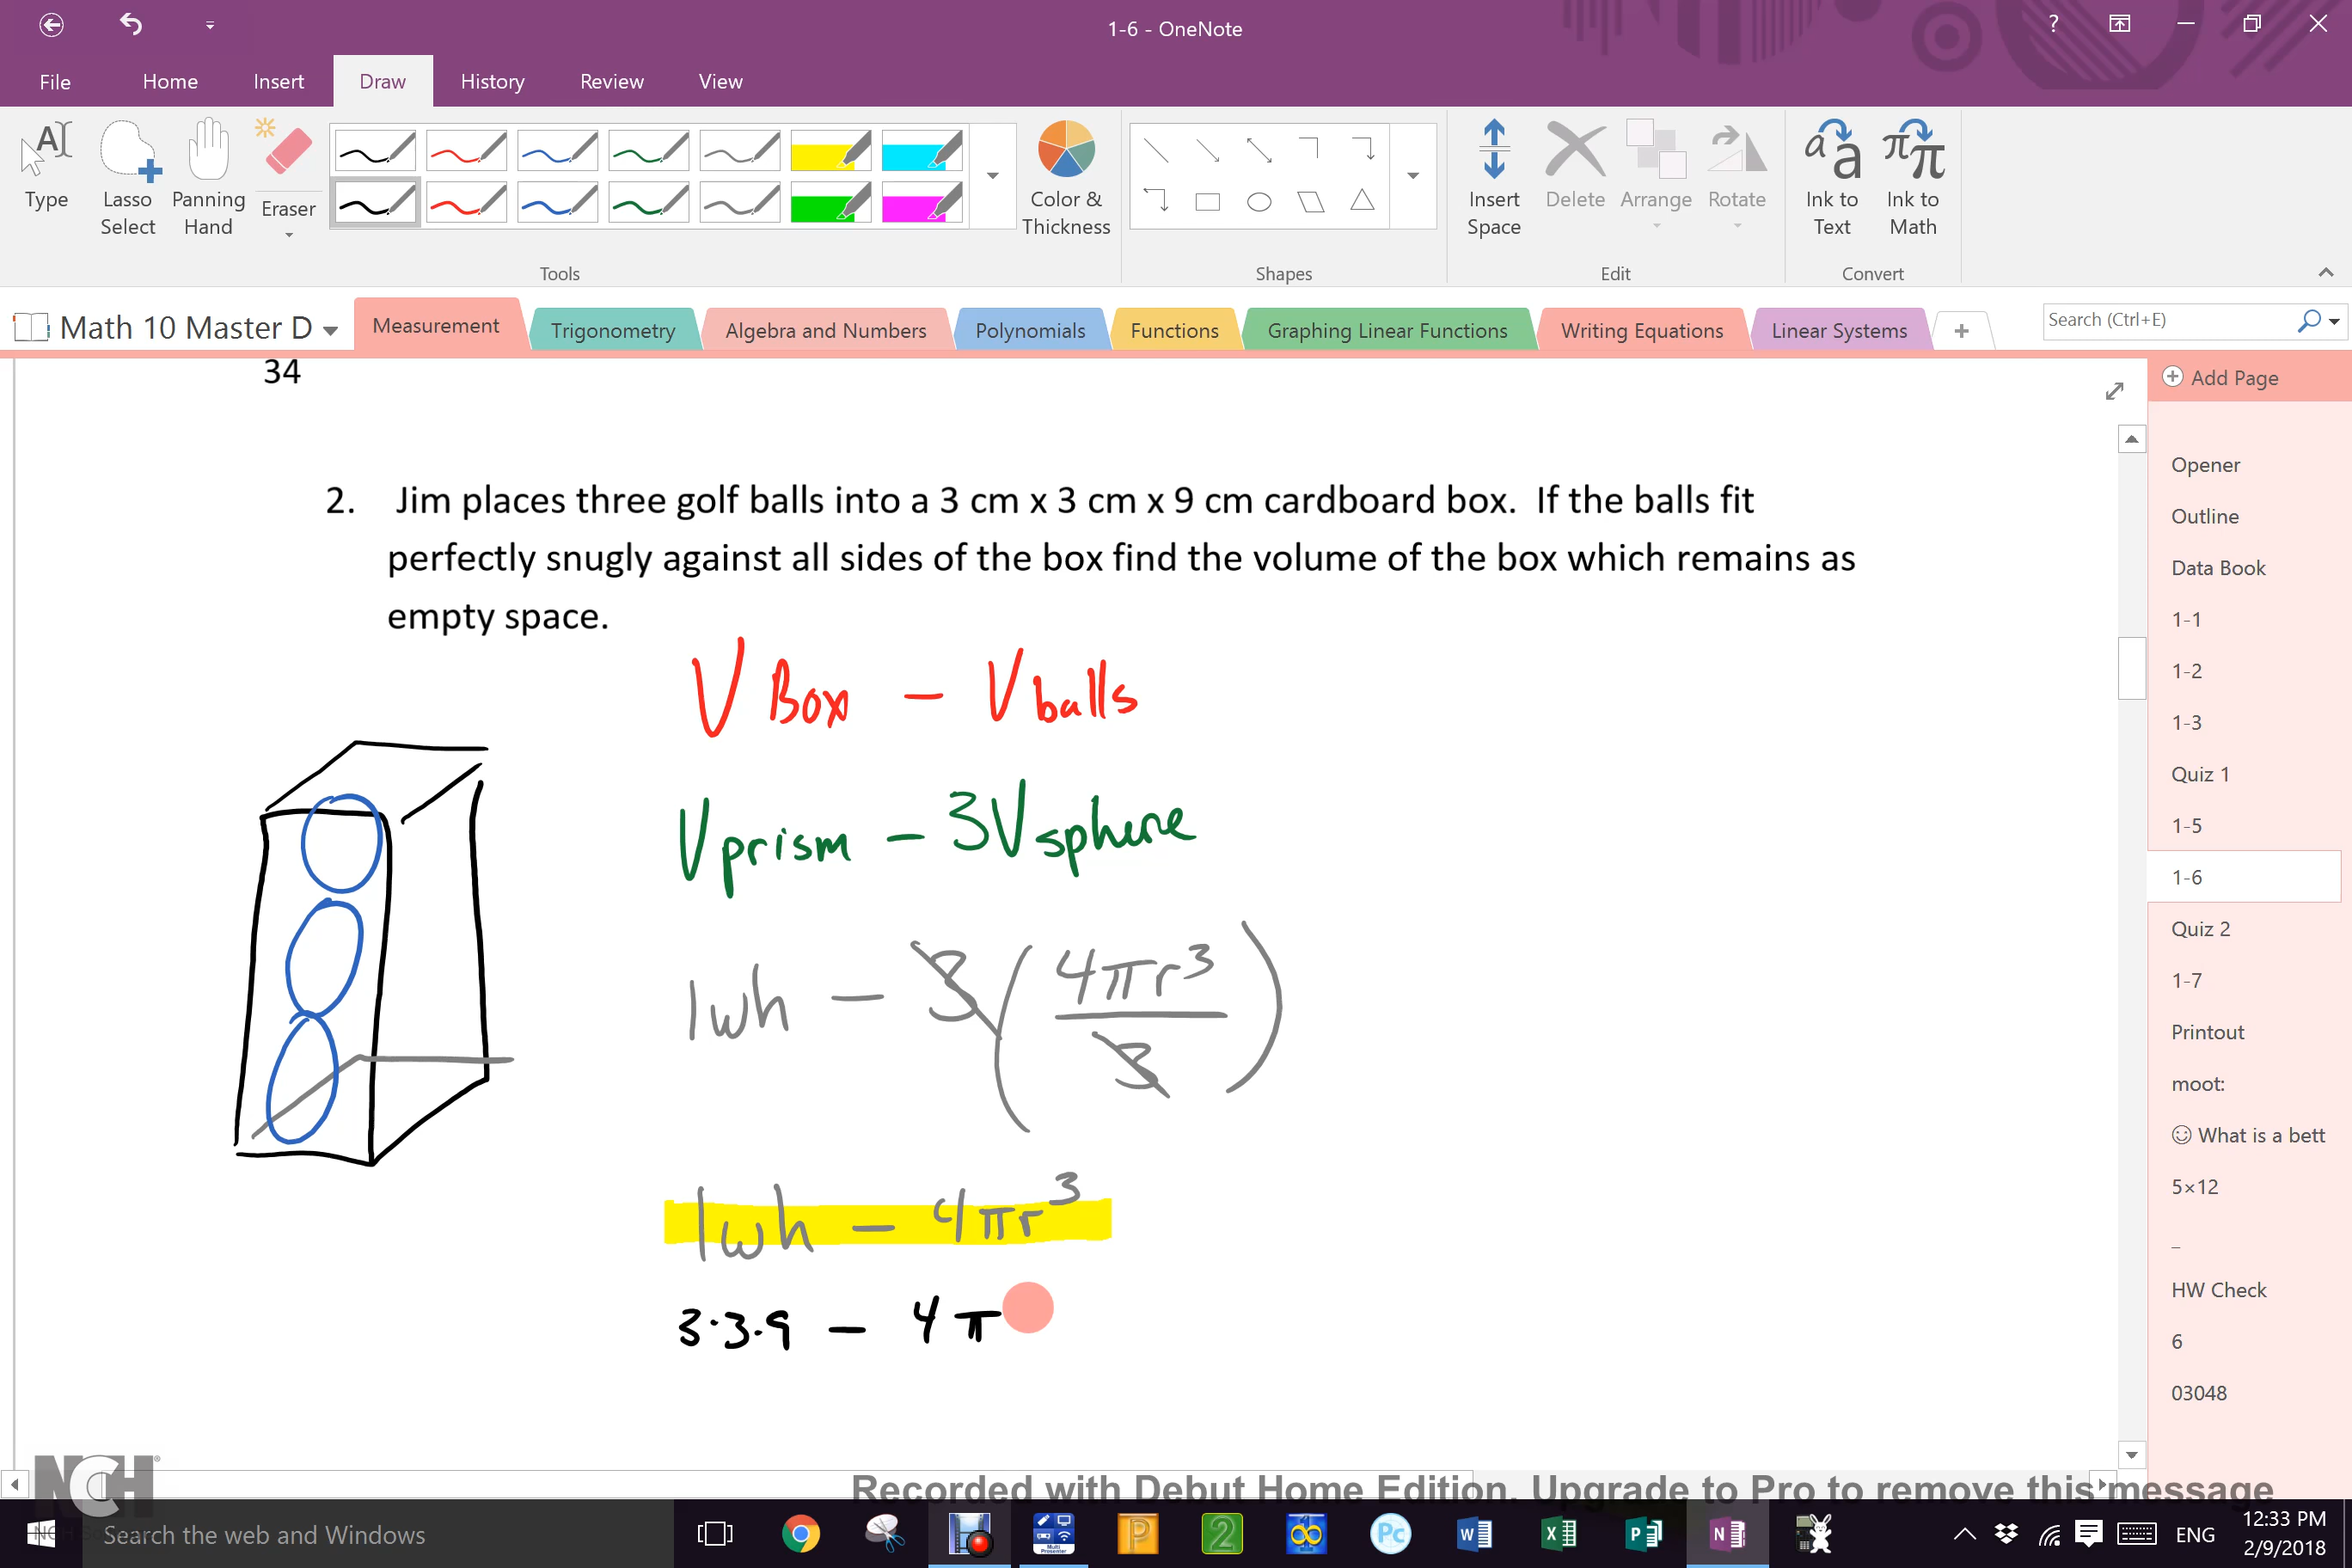 1-6 - OneNote
File Home Insert Draw History Review View
Type
Lasso Select
Panning Hand
Eraser
Color & Thickness
Insert Space
Delete
Arrange
Rotate
Ink to Text
Ink to Math
Tools Shapes Edit Convert
Math 10 Master D
Measurement Trigonometry Algebra and Numbers Polynomials Functions Graphing Linear Functions Writing Equations Linear Systems
Search (Ctrl+E)
34
2. Jim places three golf balls into a 3 cm x 3 cm x 9 cm cardboard box. If the balls fit
perfectly snugly against all sides of the box find the volume of the box which remains as
empty space.
V Box – V balls
V prism – 3V sphere
lwh – 3(4πr³/3)
lwh – 4πr³
3·3·9 – 4π
Add Page
Opener
Outline
Data Book
1-1
1-2
1-3
Quiz 1
1-5
1-6
Quiz 2
1-7
Printout
moot:
☺ What is a bett
5×12
–
HW Check
6
03048
NCH
Recorded with Debut Home Edition. Upgrade to Pro to remove this message
Search the web and Windows
ENG
12:33 PM
2/9/2018